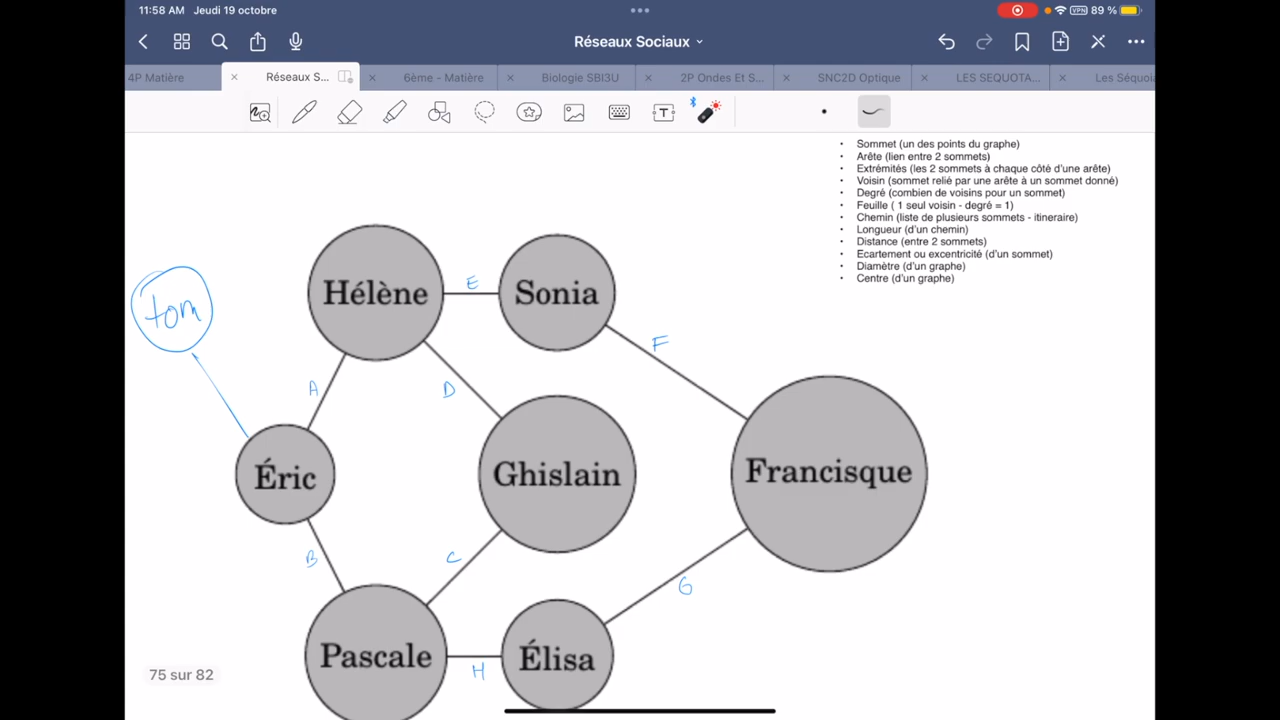 11:58 AM Jeudi 19 octobre
VPN 89 %
Réseaux Sociaux
4P Matière
Réseaux S...
6ème - Matière
Biologie SBI3U
2P Ondes Et S...
SNC2D Optique
LES SEQUOTA...
Les Séquoia
T
• Sommet (un des points du graphe)
• Arête (lien entre 2 sommets)
• Extrémités (les 2 sommets à chaque côté d'une arête)
• Voisin (sommet relié par une arête à un sommet donné)
• Degré (combien de voisins pour un sommet)
• Feuille ( 1 seul voisin - degré = 1)
• Chemin (liste de plusieurs sommets - itineraire)
• Longueur (d'un chemin)
• Distance (entre 2 sommets)
• Ecartement ou excentricité (d'un sommet)
• Diamètre (d'un graphe)
• Centre (d'un graphe)
Hélène
E
Sonia
tom
F
A
D
Éric
Ghislain
Francisque
B
C
G
Pascale
H
Élisa
75 sur 82